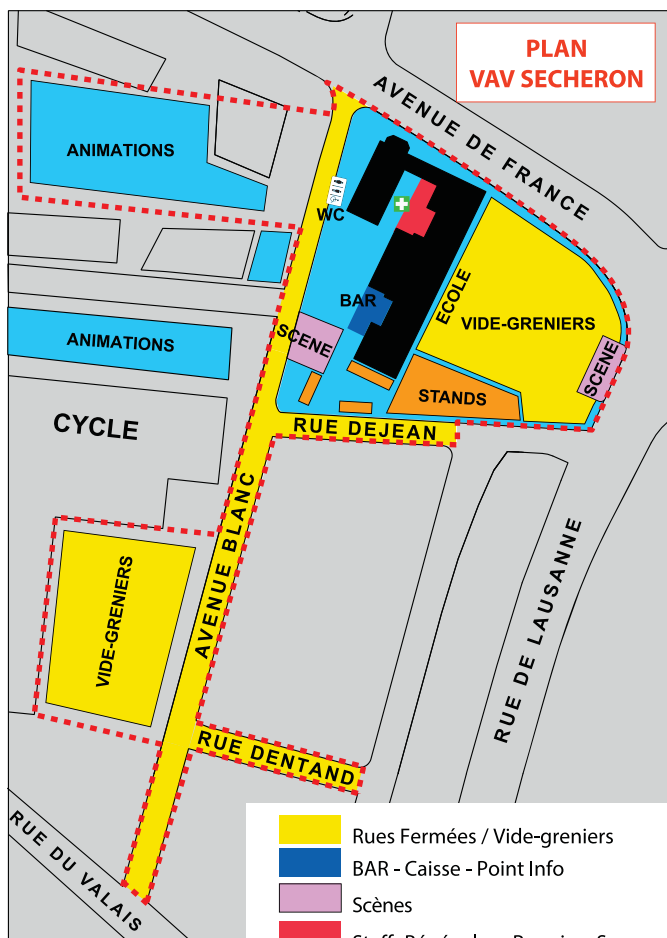 PLAN
VAV SECHERON
AVENUE DE FRANCE
ANIMATIONS
WC
BAR
ECOLE
VIDE-GRENIERS
SCENE
SCENE
ANIMATIONS
STANDS
CYCLE
RUE DEJEAN
AVENUE BLANC
VIDE-GRENIERS
RUE DE LAUSANNE
RUE DENTAND
RUE DU VALAIS
Rues Fermées / Vide-greniers
BAR - Caisse - Point Info
Scènes